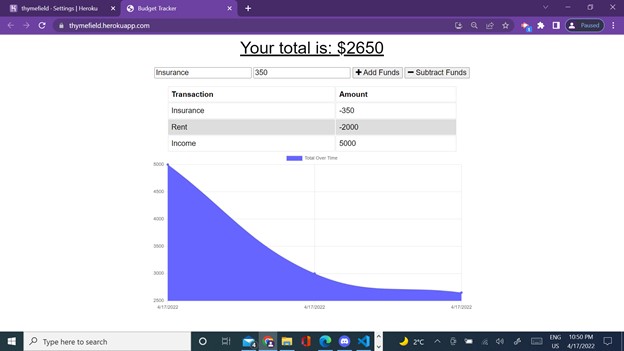 thymefield - Settings | Heroku
Budget Tracker
thymefield.herokuapp.com
Paused
Your total is: $2650
Insurance 350 Add Funds Subtract Funds
Transaction Amount
Insurance -350
Rent -2000
Income 5000
Total Over Time
5000
4500
4000
3500
3000
2500
4/17/2022 4/17/2022 4/17/2022
Type here to search
2°C
ENG
US
10:50 PM
4/17/2022